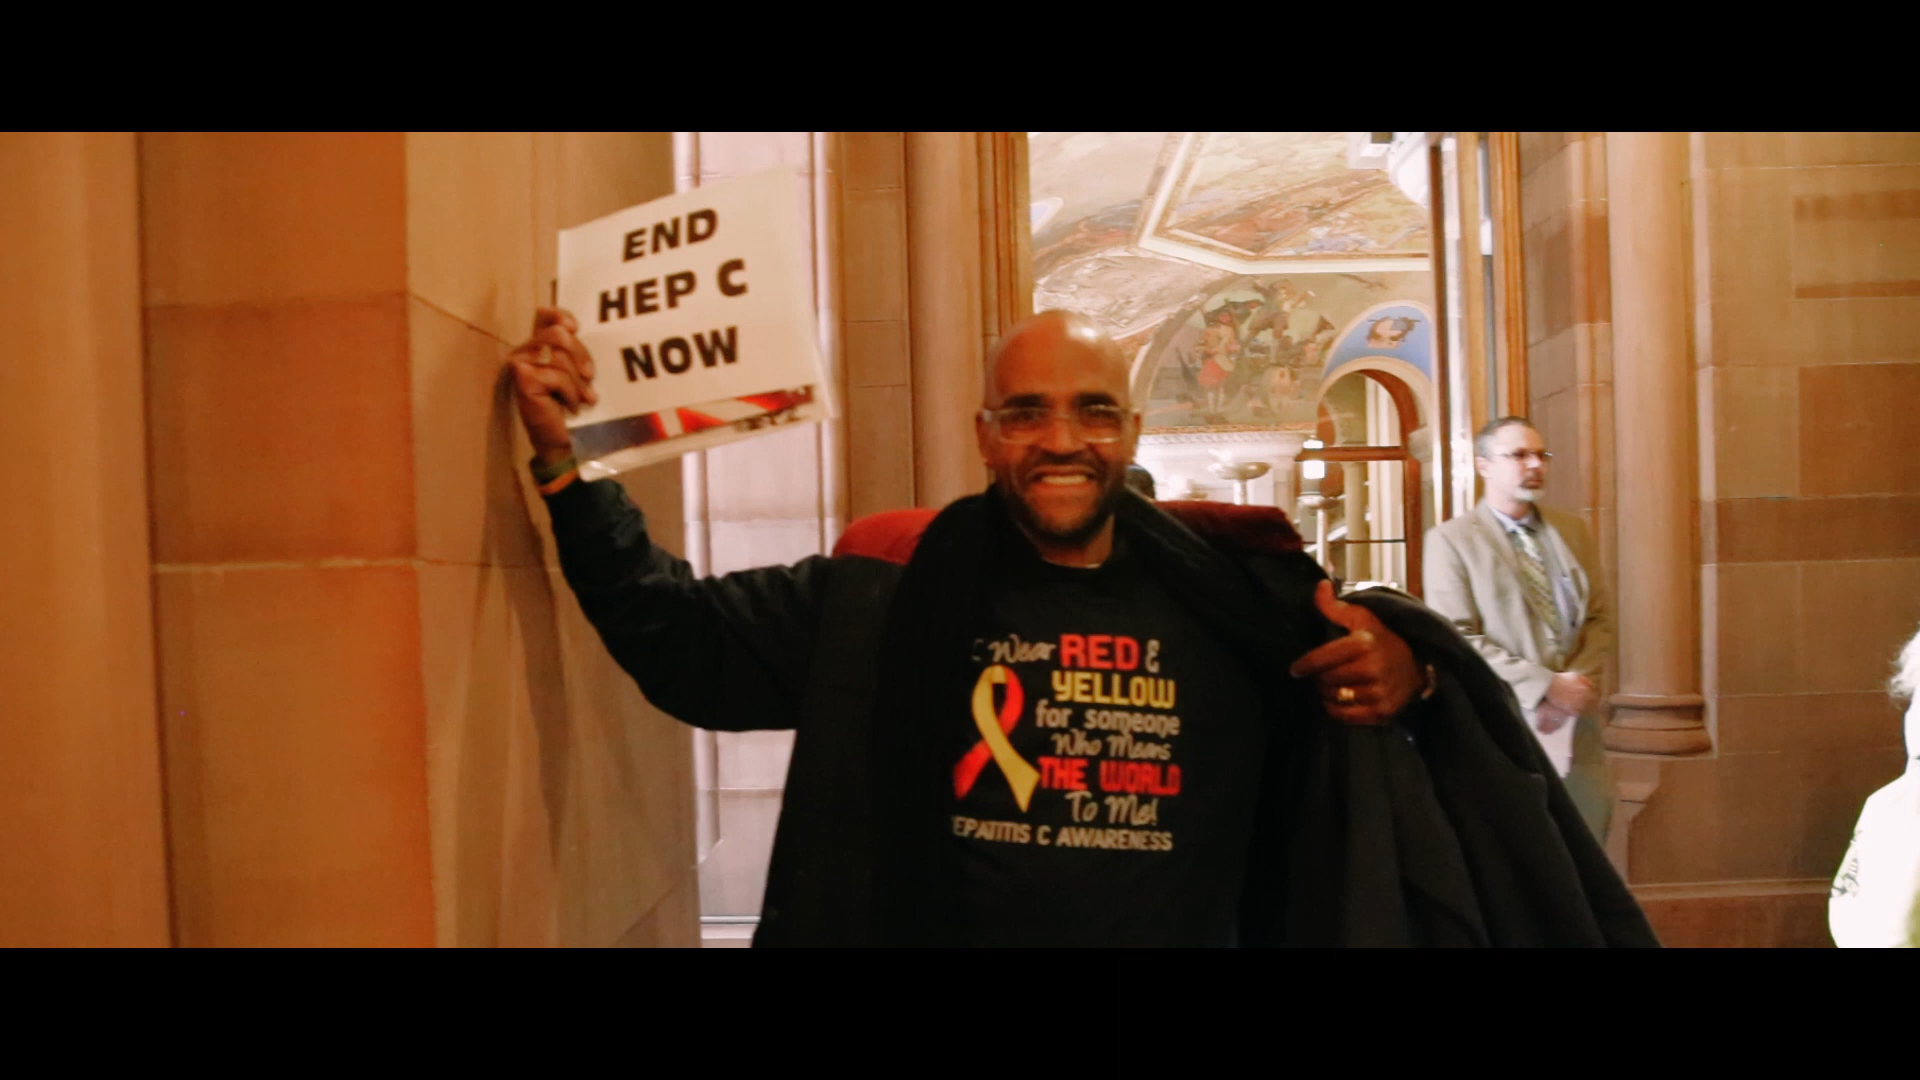 END
HEP C
NOW
I Wear RED &
YELLOW
for someone
Who Means
THE WORLD
To Me!
EPATITIS C AWARENESS